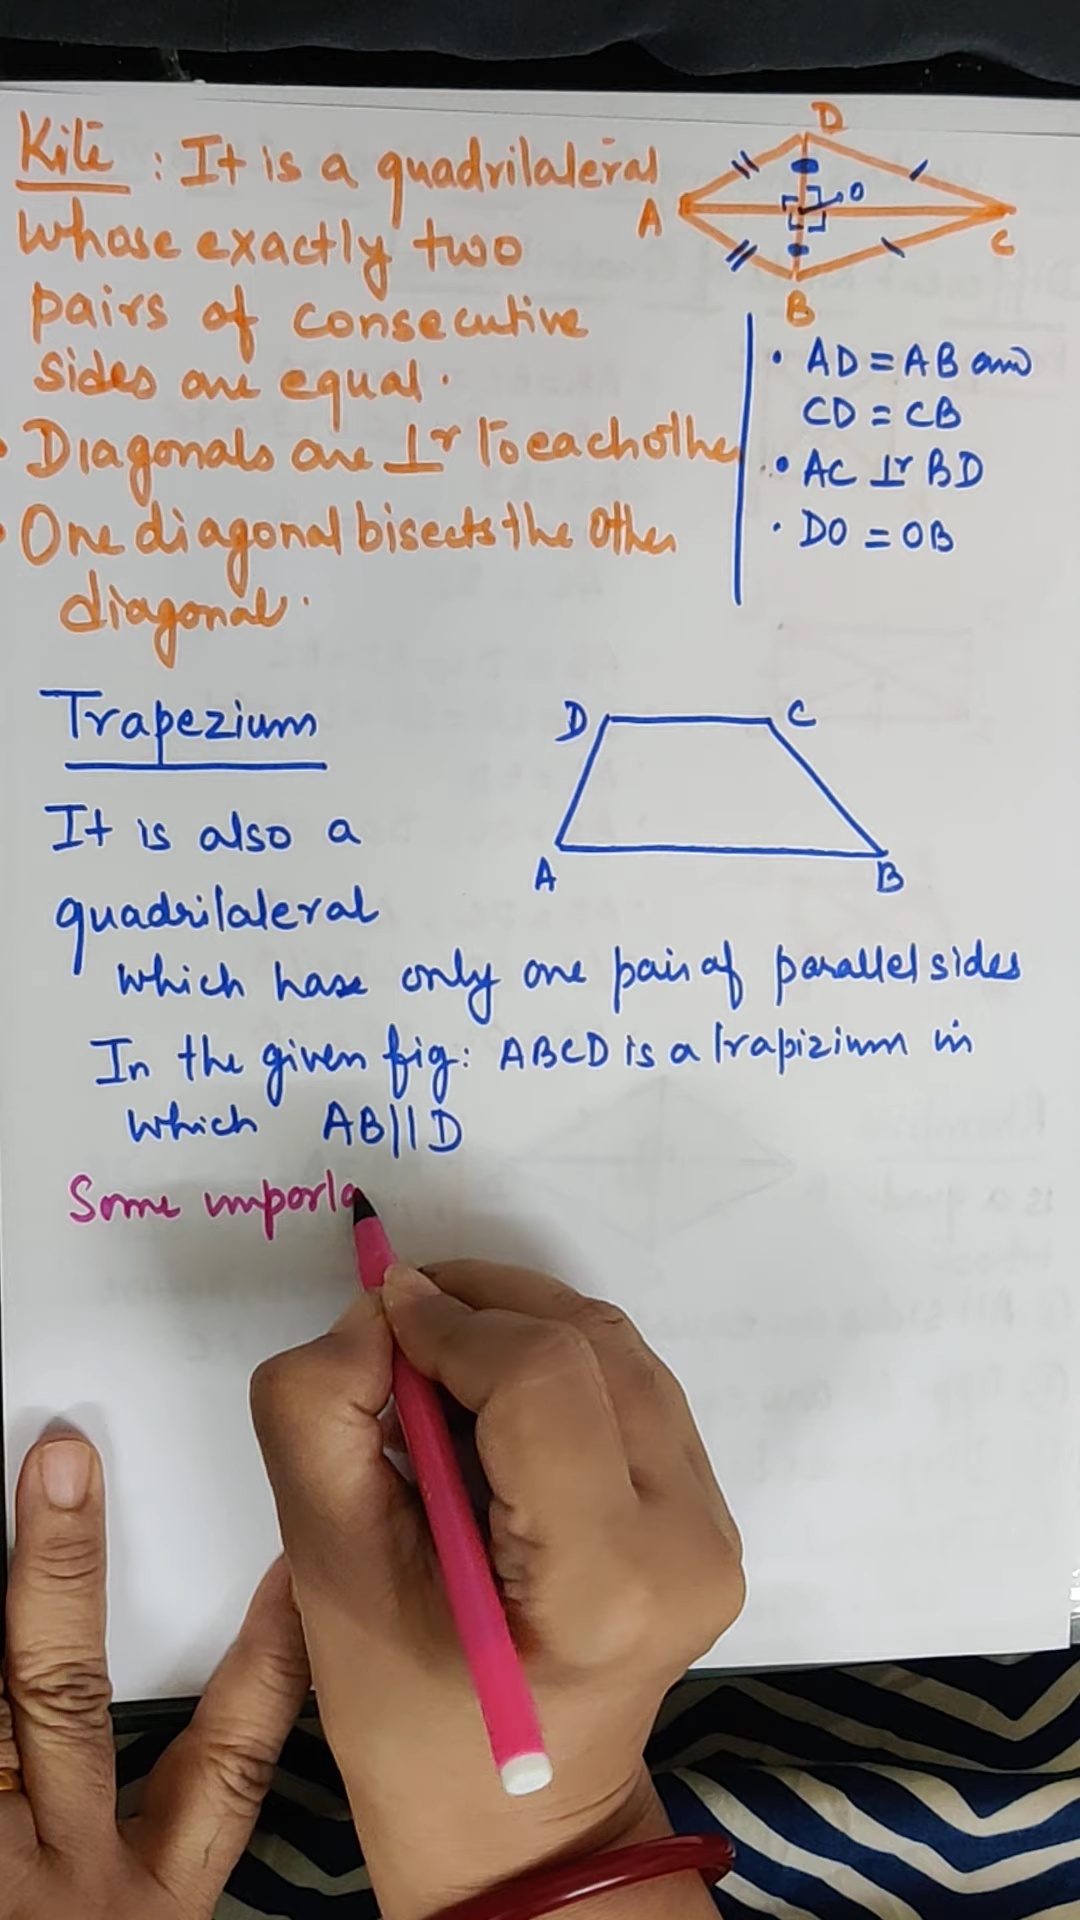 Kite : It is a quadrilateral
whose exactly two
pairs of consecutive
sides are equal.
• Diagonals are ⊥r To each othe
• One diagonal bisects the other
diagonal.
D
A
O
C
B
• AD = AB and
CD = CB
• AC ⊥r BD
• DO = OB
Trapezium
D C
A B
It is also a
quadrilateral
which have only one pair of parallel sides
In the given fig: ABCD is a trapizium in
which AB||D
Some importa